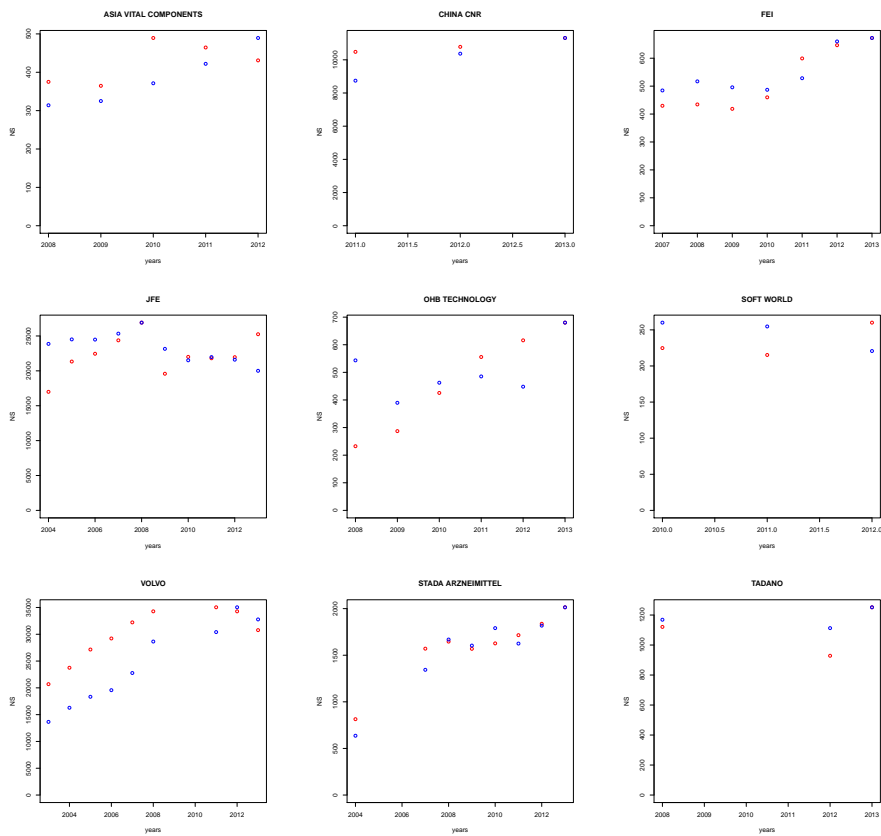 ASIA VITAL COMPONENTS
NS
0 100 200 300 400 500
2008 2009 2010 2011 2012
years
CHINA CNR
NS
0 2000 4000 6000 8000 10000
2011.0 2011.5 2012.0 2012.5 2013.0
years
FEI
NS
0 100 200 300 400 500 600
2007 2008 2009 2010 2011 2012 2013
years
JFE
NS
0 5000 10000 15000 20000 25000
2004 2006 2008 2010 2012
years
OHB TECHNOLOGY
NS
0 100 200 300 400 500 600 700
2008 2009 2010 2011 2012 2013
years
SOFT WORLD
NS
0 50 100 150 200 250
2010.0 2010.5 2011.0 2011.5 2012.0
years
VOLVO
NS
0 5000 10000 15000 20000 25000 30000 35000
2004 2006 2008 2010 2012
years
STADA ARZNEIMITTEL
NS
0 500 1000 1500 2000
2004 2006 2008 2010 2012
years
TADANO
NS
0 200 400 600 800 1000 1200
2008 2009 2010 2011 2012 2013
years